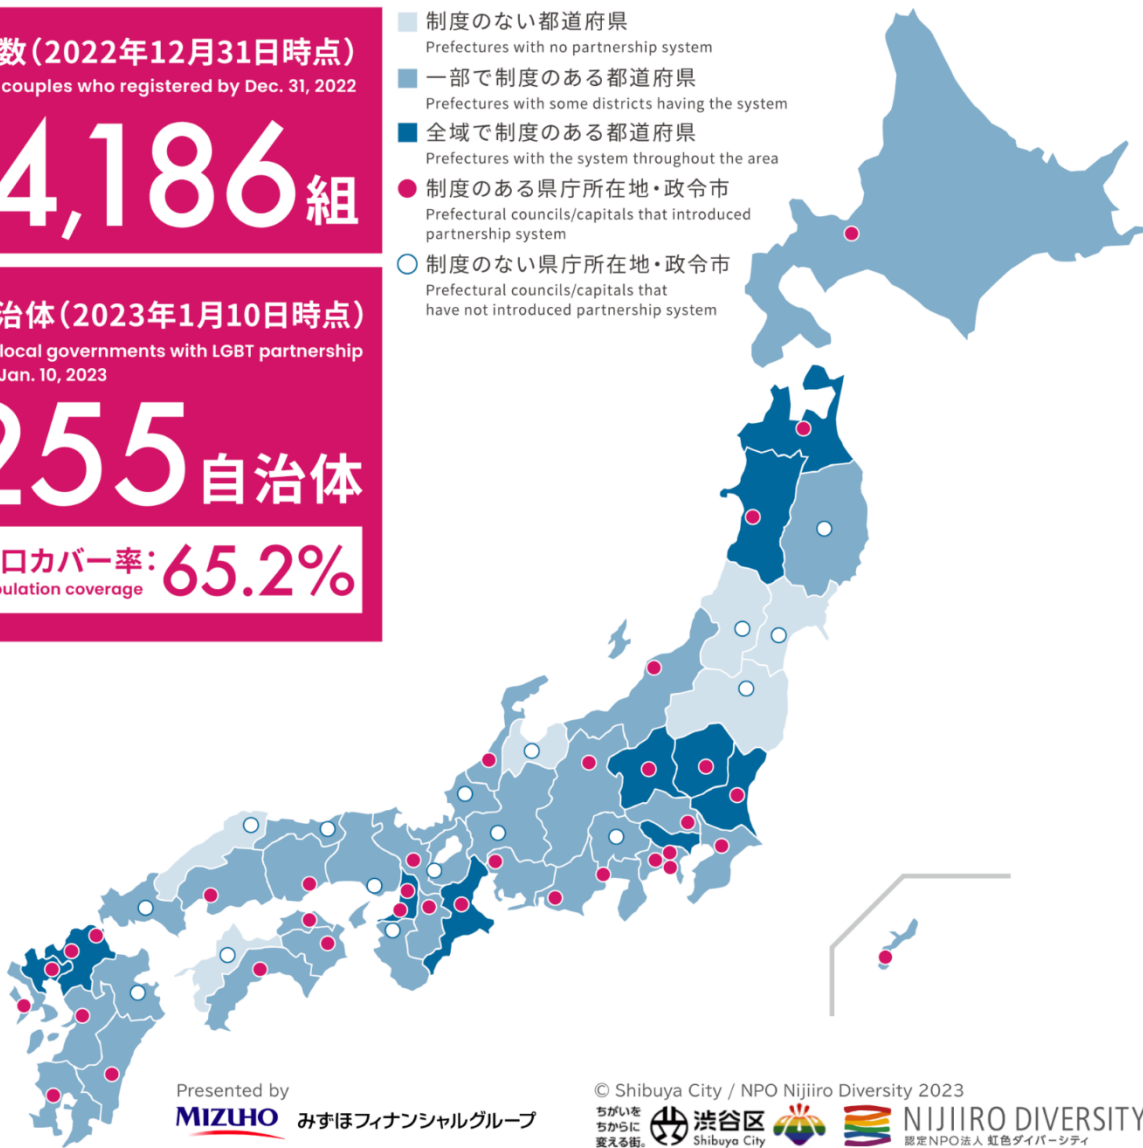 数(2022年12月31日時点)
couples who registered by Dec. 31, 2022
4,186組
治体(2023年1月10日時点)
local governments with LGBT partnership
Jan. 10, 2023
255自治体
口カバー率:65.2%
pulation coverage
制度のない都道府県
Prefectures with no partnership system
一部で制度のある都道府県
Prefectures with some districts having the system
全域で制度のある都道府県
Prefectures with the system throughout the area
制度のある県庁所在地・政令市
Prefectural councils/capitals that introduced
partnership system
制度のない県庁所在地・政令市
Prefectural councils/capitals that
have not introduced partnership system
Presented by
MIZUHO みずほフィナンシャルグループ
© Shibuya City / NPO Nijiiro Diversity 2023
ちがいを
ちからに
変える街。
渋谷区
Shibuya City
NIJIIRO DIVERSITY
認定NPO法人 虹色ダイバーシティ